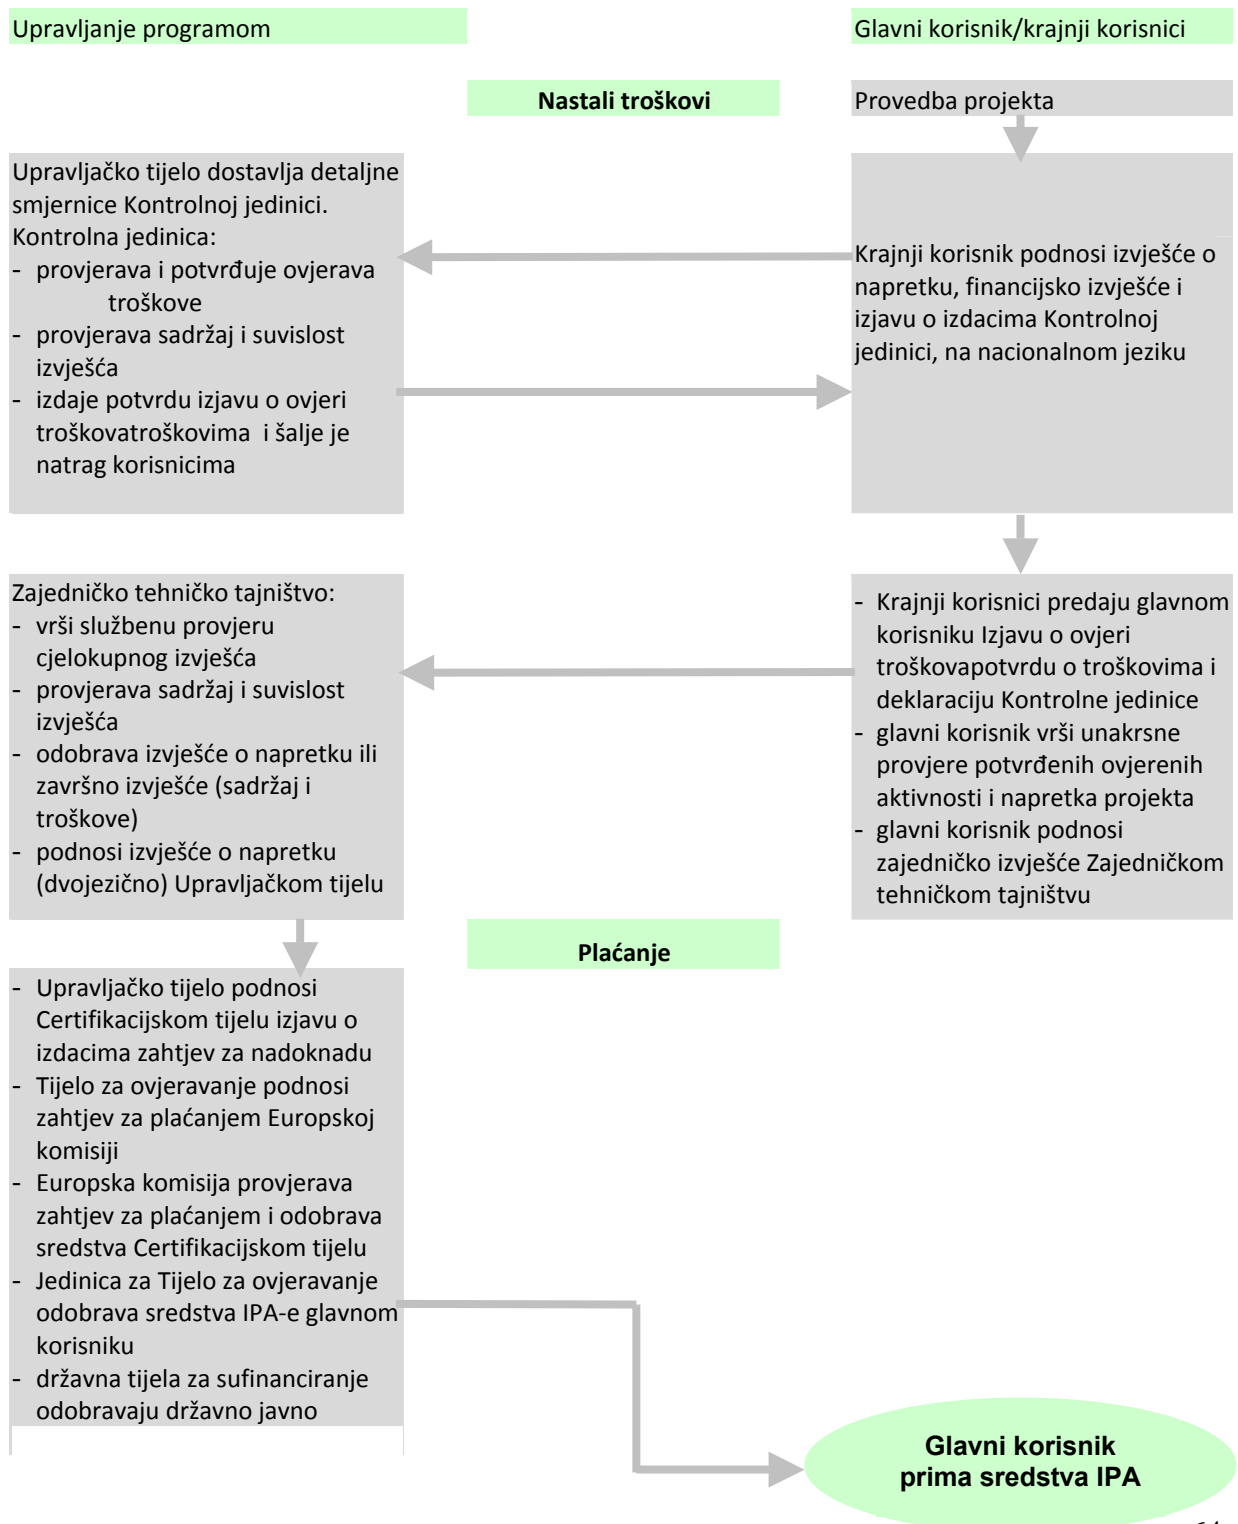 Upravljanje programom
Glavni korisnik/krajnji korisnici
Nastali troškovi
Provedba projekta
Upravljačko tijelo dostavlja detaljne
smjernice Kontrolnoj jedinici.
Kontrolna jedinica:
- provjerava i potvrđuje ovjerava
troškove
- provjerava sadržaj i suvislost
izvješća
- izdaje potvrdu izjavu o ovjeri
troškovatroškovima i šalje je
natrag korisnicima
Krajnji korisnik podnosi izvješće o
napretku, financijsko izvješće i
izjavu o izdacima Kontrolnoj
jedinici, na nacionalnom jeziku
Zajedničko tehničko tajništvo:
- vrši službenu provjeru
cjelokupnog izvješća
- provjerava sadržaj i suvislost
izvješća
- odobrava izvješće o napretku ili
završno izvješće (sadržaj i
troškove)
- podnosi izvješće o napretku
(dvojezično) Upravljačkom tijelu
- Krajnji korisnici predaju glavnom
korisniku Izjavu o ovjeri
troškovapotvrdu o troškovima i
deklaraciju Kontrolne jedinice
- glavni korisnik vrši unakrsne
provjere potvrđenih ovjerenih
aktivnosti i napretka projekta
- glavni korisnik podnosi
zajedničko izvješće Zajedničkom
tehničkom tajništvu
Plaćanje
- Upravljačko tijelo podnosi
Certifikacijskom tijelu izjavu o
izdacima zahtjev za nadoknadu
- Tijelo za ovjeravanje podnosi
zahtjev za plaćanjem Europskoj
komisiji
- Europska komisija provjerava
zahtjev za plaćanjem i odobrava
sredstva Certifikacijskom tijelu
- Jedinica za Tijelo za ovjeravanje
odobrava sredstva IPA-e glavnom
korisniku
- državna tijela za sufinanciranje
odobravaju državno javno
Glavni korisnik
prima sredstva IPA